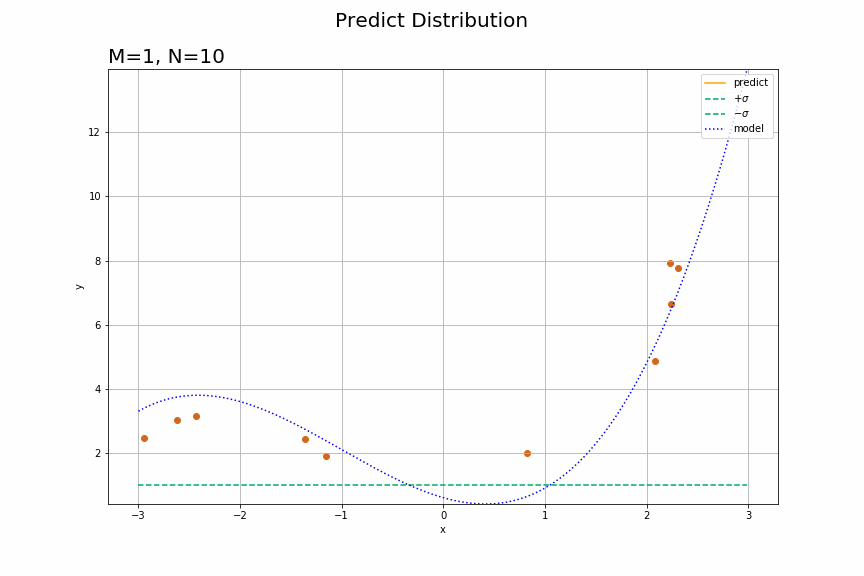 Predict Distribution
M=1, N=10
predict
+σ
−σ
model
12
10
8
6
4
2
y
−3 −2 −1 0 1 2 3
x